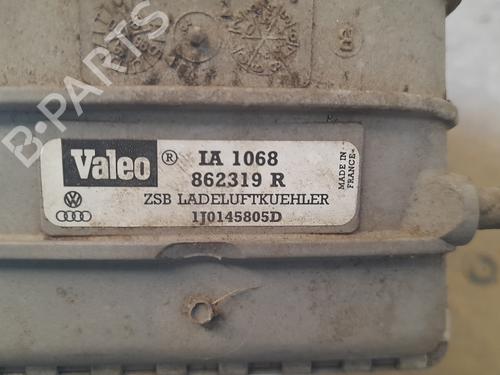 B-PARTS
Valeo ® IA 1068
862319 R
ZSB LADELUFTKUEHLER
1J0145805D
MADE IN
FRANCE